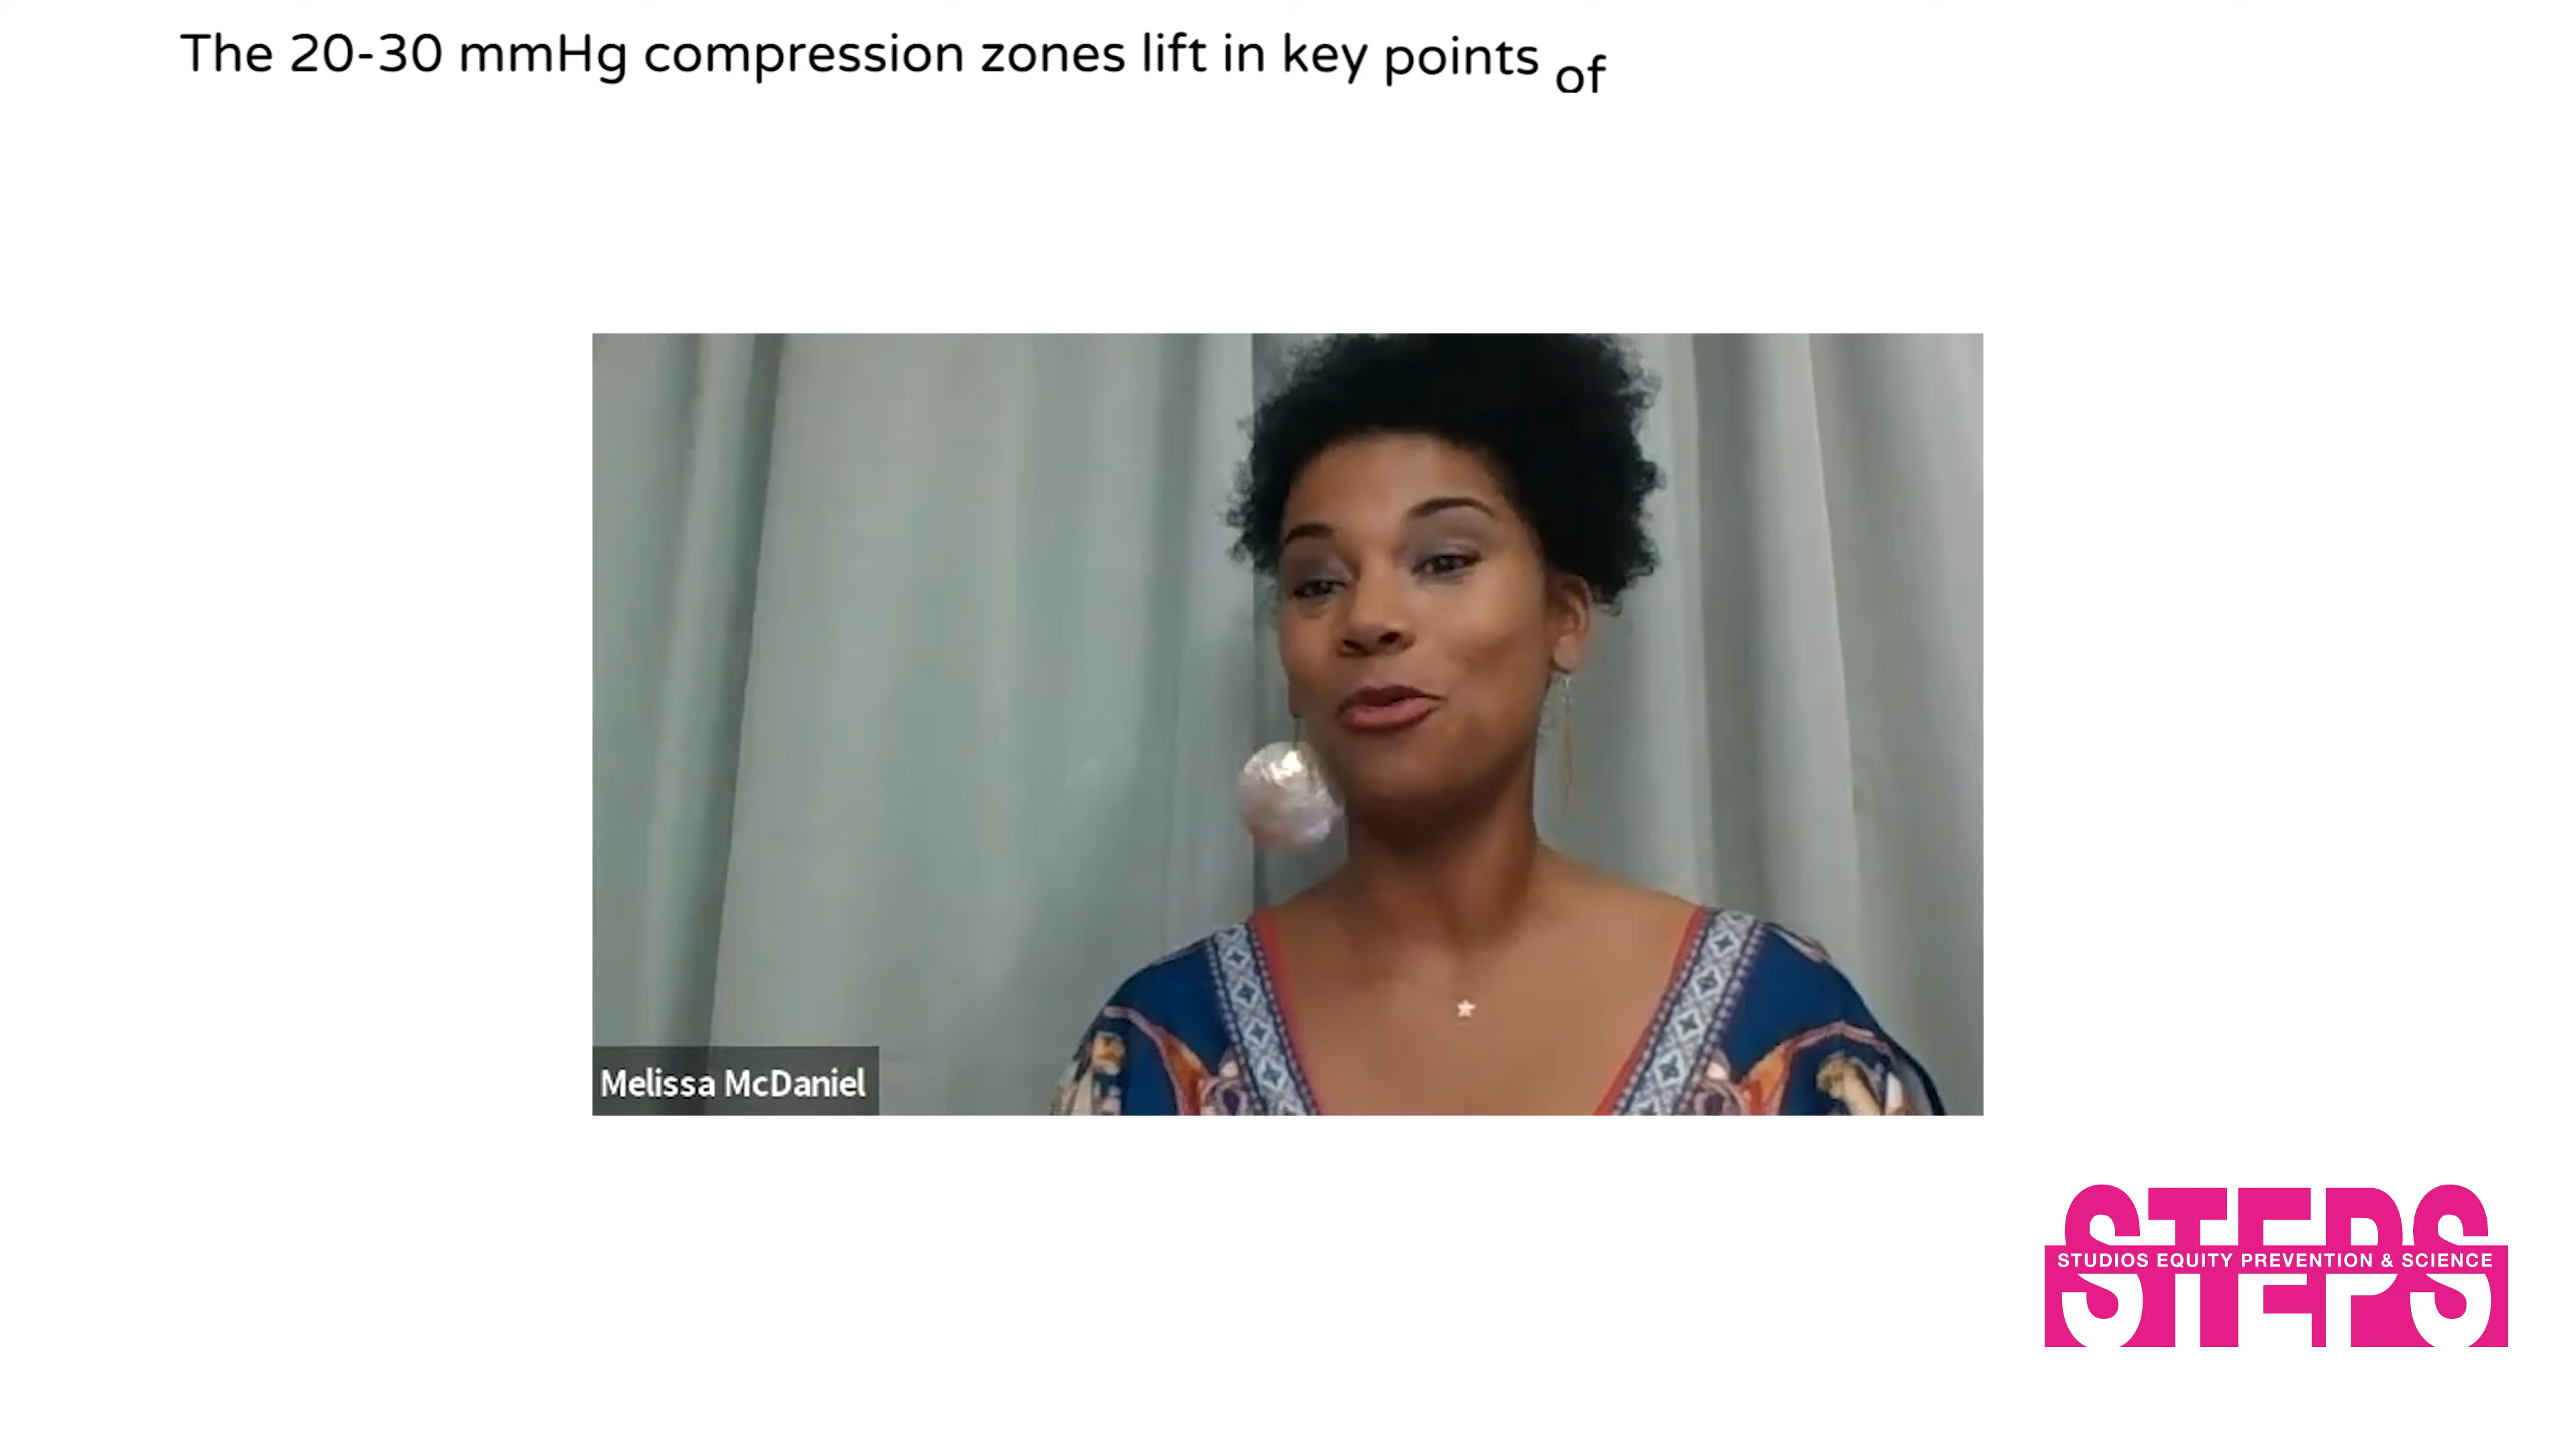 The 20-30 mmHg compression zones lift in key points of
Melissa McDaniel
STEPS
STUDIOS EQUITY PREVENTION & SCIENCE